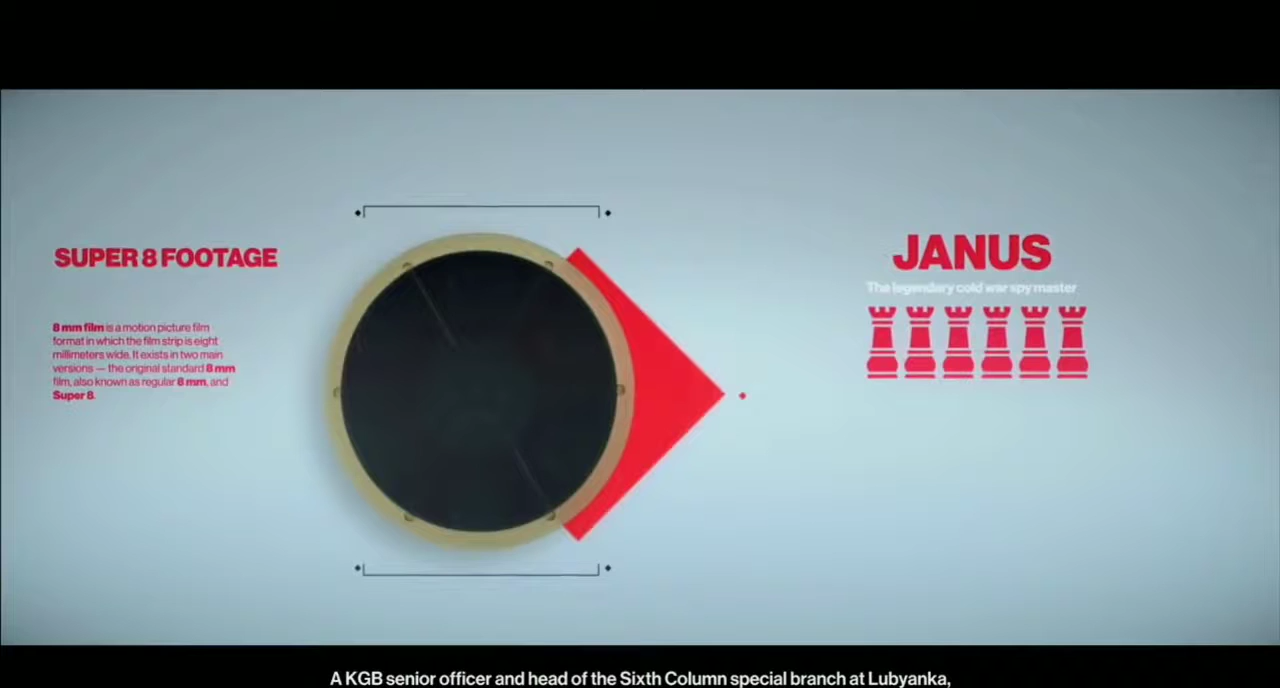 SUPER 8 FOOTAGE
8 mm film is a motion picture film
format in which the film strip is eight
millimeters wide. It exists in two main
versions — the original standard 8 mm
film, also known as regular 8 mm, and
Super 8.
JANUS
The legendary cold war spy master
A KGB senior officer and head of the Sixth Column special branch at Lubyanka,